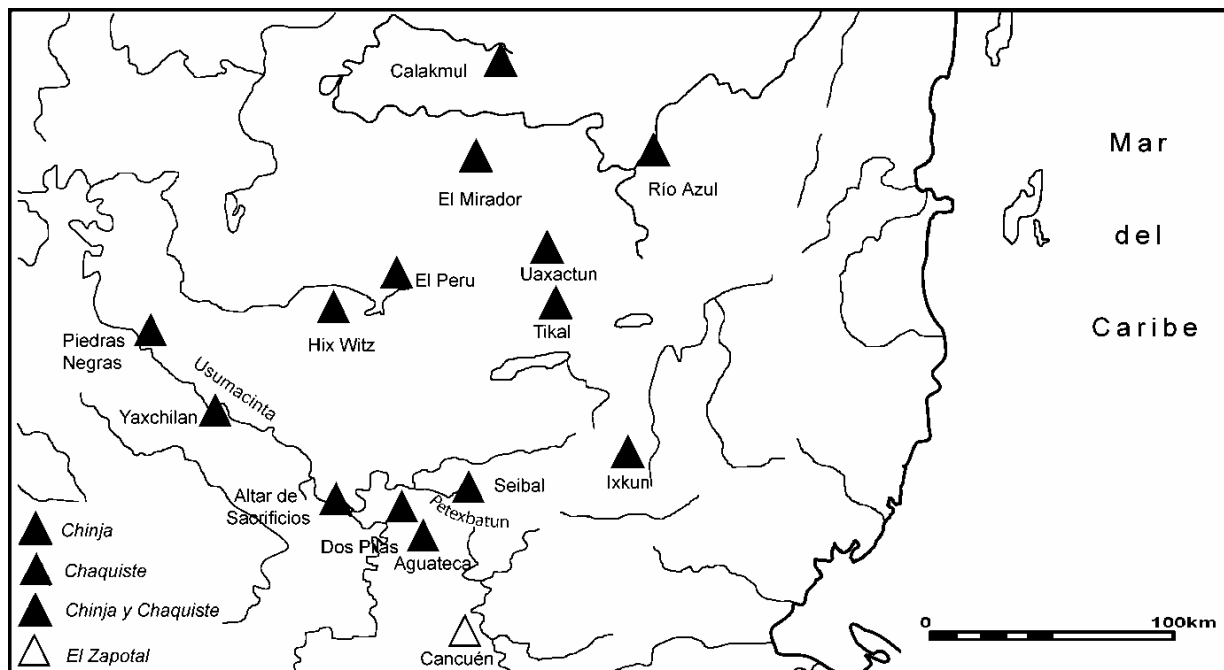 Calakmul
El Mirador
Río Azul
Mar
del
Caribe
Uaxactun
El Peru
Tikal
Hix Witz
Piedras
Negras
Usumacinta
Yaxchilan
Ixkun
Seibal
Altar de
Sacrificios
Petexbatun
Dos Pilas
Aguateca
Cancuén
Chinja
Chaquiste
Chinja y Chaquiste
El Zapotal
0
100km